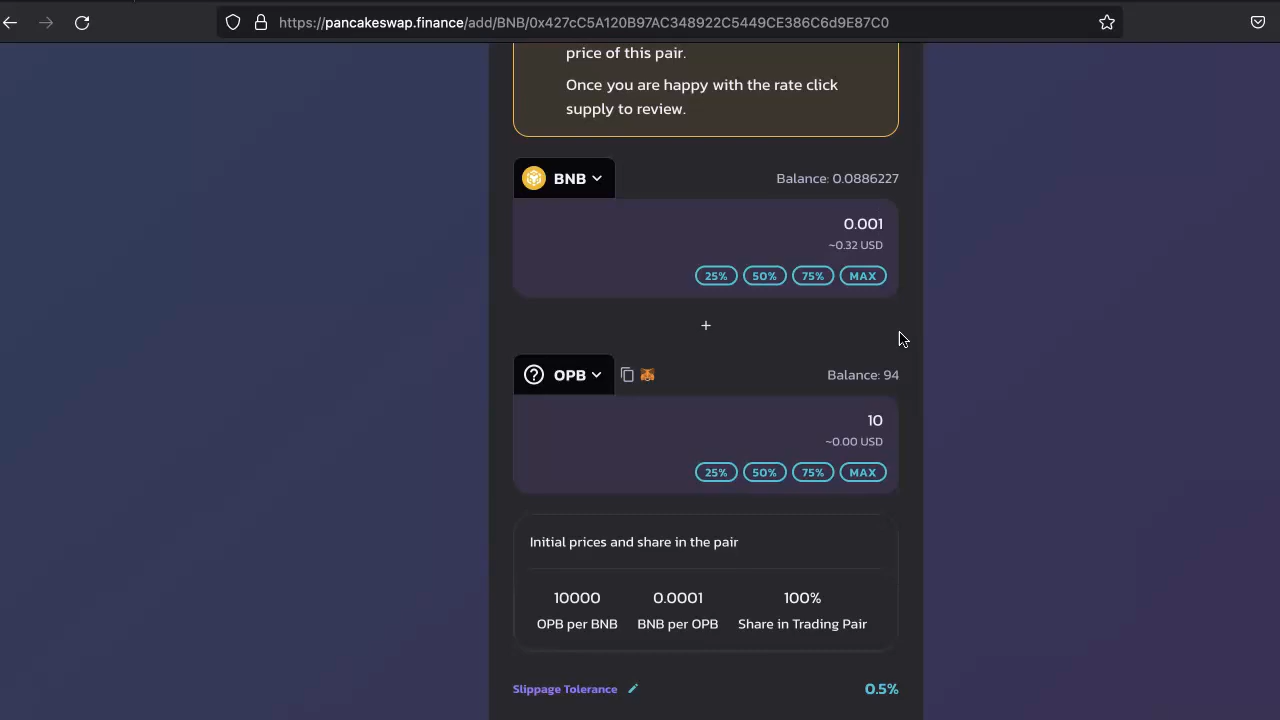 https://pancakeswap.finance/add/BNB/0x427cC5A120B97AC348922C5449CE386C6d9E87C0
price of this pair.
Once you are happy with the rate click
supply to review.
BNB
Balance: 0.0886227
0.001
~0.32 USD
25% 50% 75% MAX
+
OPB
Balance: 94
10
~0.00 USD
25% 50% 75% MAX
Initial prices and share in the pair
10000 0.0001 100%
OPB per BNB BNB per OPB Share in Trading Pair
Slippage Tolerance 0.5%